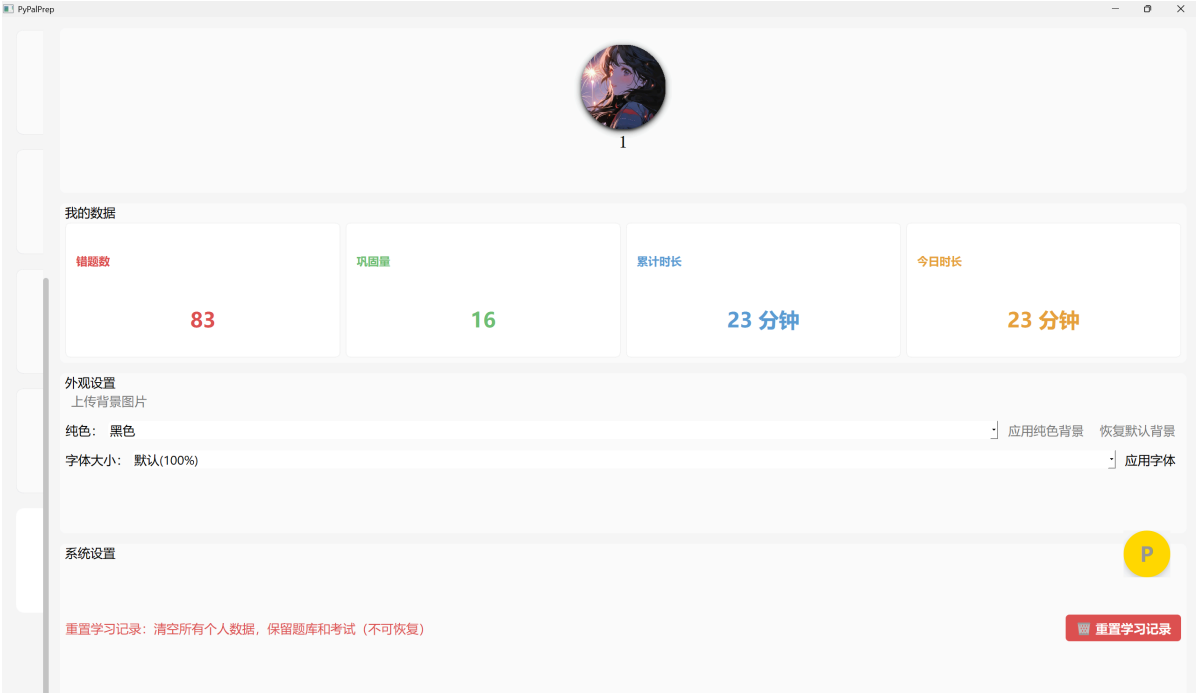 PyPalPrep
1
我的数据
错题数 巩固量 累计时长 今日时长
83 16 23 分钟 23 分钟
外观设置
上传背景图片
纯色： 黑色 应用纯色背景 恢复默认背景
字体大小： 默认(100%) 应用字体
系统设置
P
重置学习记录：清空所有个人数据，保留题库和考试（不可恢复） 重置学习记录